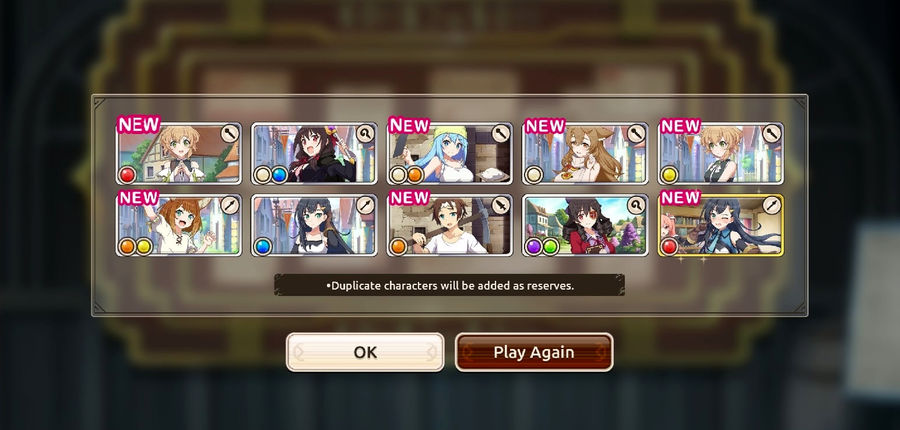 NEW
NEW
NEW
NEW
NEW
NEW
NEW
•Duplicate characters will be added as reserves.
OK
Play Again